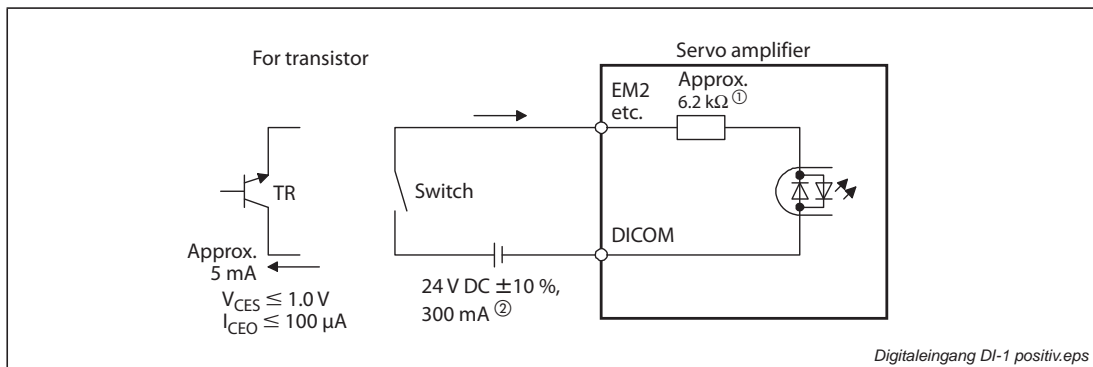 For transistor
Servo amplifier
EM2
etc.
Approx.
6.2 kΩ ①
TR
Switch
DICOM
Approx.
5 mA
V_CES ≤ 1.0 V
I_CEO ≤ 100 μA
24 V DC ±10 %,
300 mA ②
Digitaleingang DI-1 positiv.eps